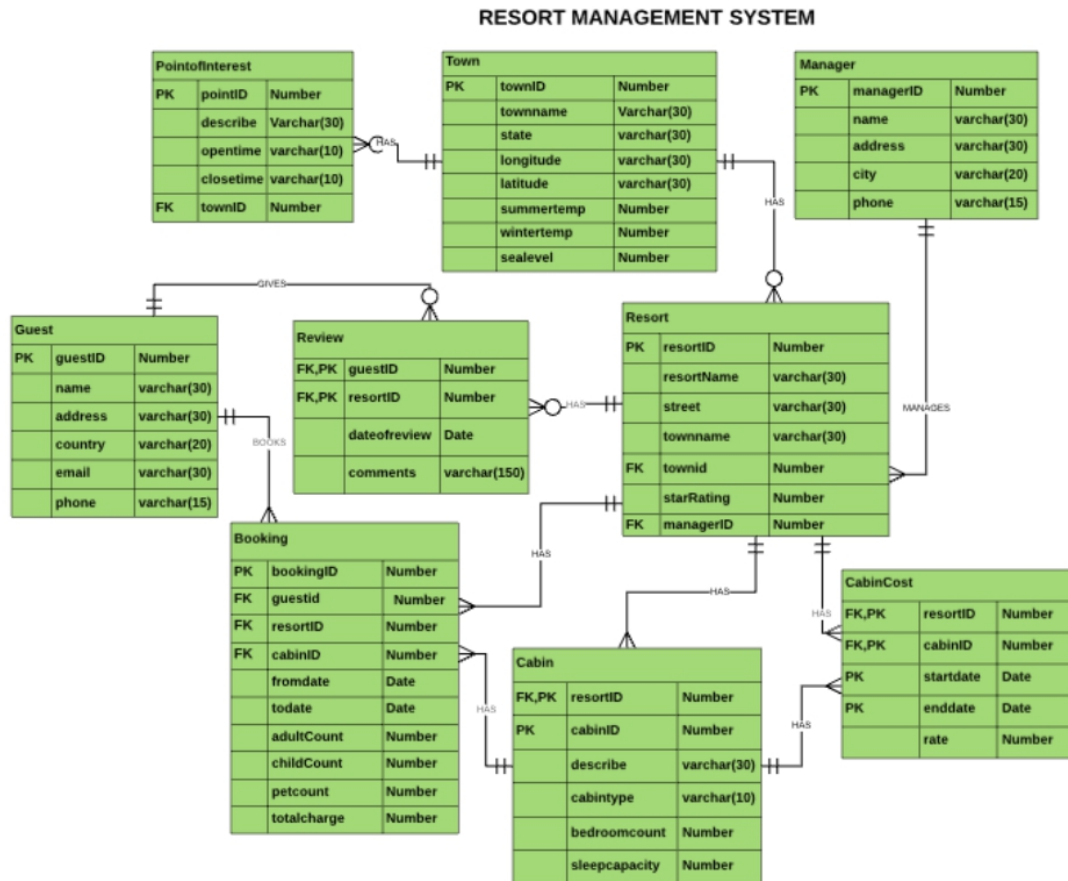 RESORT MANAGEMENT SYSTEM
PointofInterest
PK pointID Number
describe Varchar(30)
opentime varchar(10)
closetime varchar(10)
FK townID Number
HAS
Town
PK townID Number
townname Varchar(30)
state varchar(30)
longitude varchar(30)
latitude varchar(30)
summertemp Number
wintertemp Number
sealevel Number
HAS
Manager
PK managerID Number
name varchar(30)
address varchar(30)
city varchar(20)
phone varchar(15)
MANAGES
GIVES
Guest
PK guestID Number
name varchar(30)
address varchar(30)
country varchar(20)
email varchar(30)
phone varchar(15)
BOOKS
Review
FK,PK guestID Number
FK,PK resortID Number
dateofreview Date
comments varchar(150)
HAS
Resort
PK resortID Number
resortName varchar(30)
street varchar(30)
townname varchar(30)
FK townid Number
starRating Number
FK managerID Number
HAS
HAS
HAS
Booking
PK bookingID Number
FK guestid Number
FK resortID Number
FK cabinID Number
fromdate Date
todate Date
adultCount Number
childCount Number
petcount Number
totalcharge Number
HAS
Cabin
FK,PK resortID Number
PK cabinID Number
describe varchar(30)
cabintype varchar(10)
bedroomcount Number
sleepcapacity Number
HAS
CabinCost
FK,PK resortID Number
FK,PK cabinID Number
PK startdate Date
PK enddate Date
rate Number